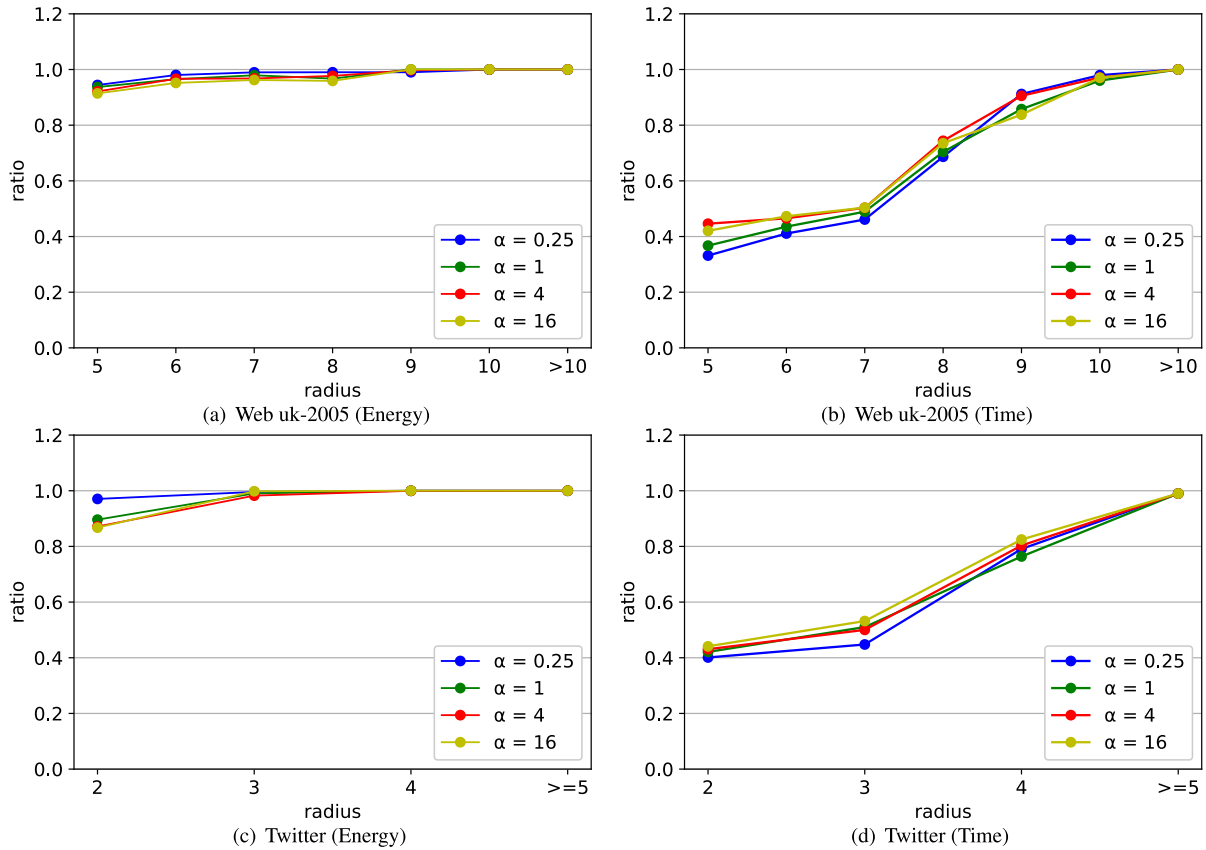 1.2
1.0
0.8
0.6
0.4
0.2
0.0
ratio
α = 0.25
α = 1
α = 4
α = 16
5 6 7 8 9 10 >10
radius
(a) Web uk-2005 (Energy)
1.2
1.0
0.8
0.6
0.4
0.2
0.0
ratio
α = 0.25
α = 1
α = 4
α = 16
5 6 7 8 9 10 >10
radius
(b) Web uk-2005 (Time)
1.2
1.0
0.8
0.6
0.4
0.2
0.0
ratio
α = 0.25
α = 1
α = 4
α = 16
2 3 4 >=5
radius
(c) Twitter (Energy)
1.2
1.0
0.8
0.6
0.4
0.2
0.0
ratio
α = 0.25
α = 1
α = 4
α = 16
2 3 4 >=5
radius
(d) Twitter (Time)